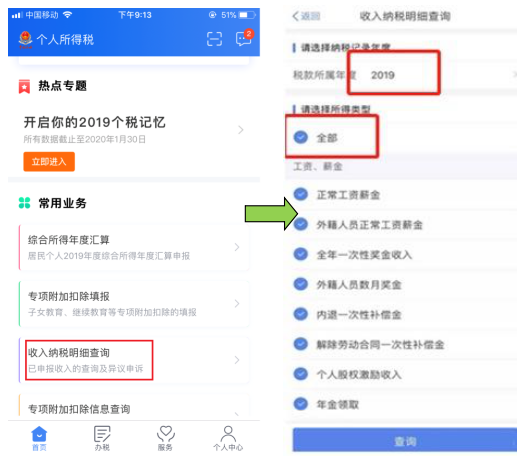 中国移动
下午9:13
51%
个人所得税
2
热点专题
开启你的2019个税记忆
所有数据截止至2020年1月30日
立即进入
常用业务
综合所得年度汇算
居民个人2019年度综合所得年度汇算申报
专项附加扣除填报
子女教育、继续教育等专项附加扣除的填报
收入纳税明细查询
已申报收入的查询及异议申诉
专项附加扣除信息查询
首页
办税
服务
个人中心
返回
收入纳税明细查询
请选择纳税记录年度
税款所属年度
2019
请选择所得类型
全部
工资、薪金
正常工资薪金
外籍人员正常工资薪金
全年一次性奖金收入
外籍人员数月奖金
内退一次性补偿金
解除劳动合同一次性补偿金
个人股权激励收入
年金领取
查询